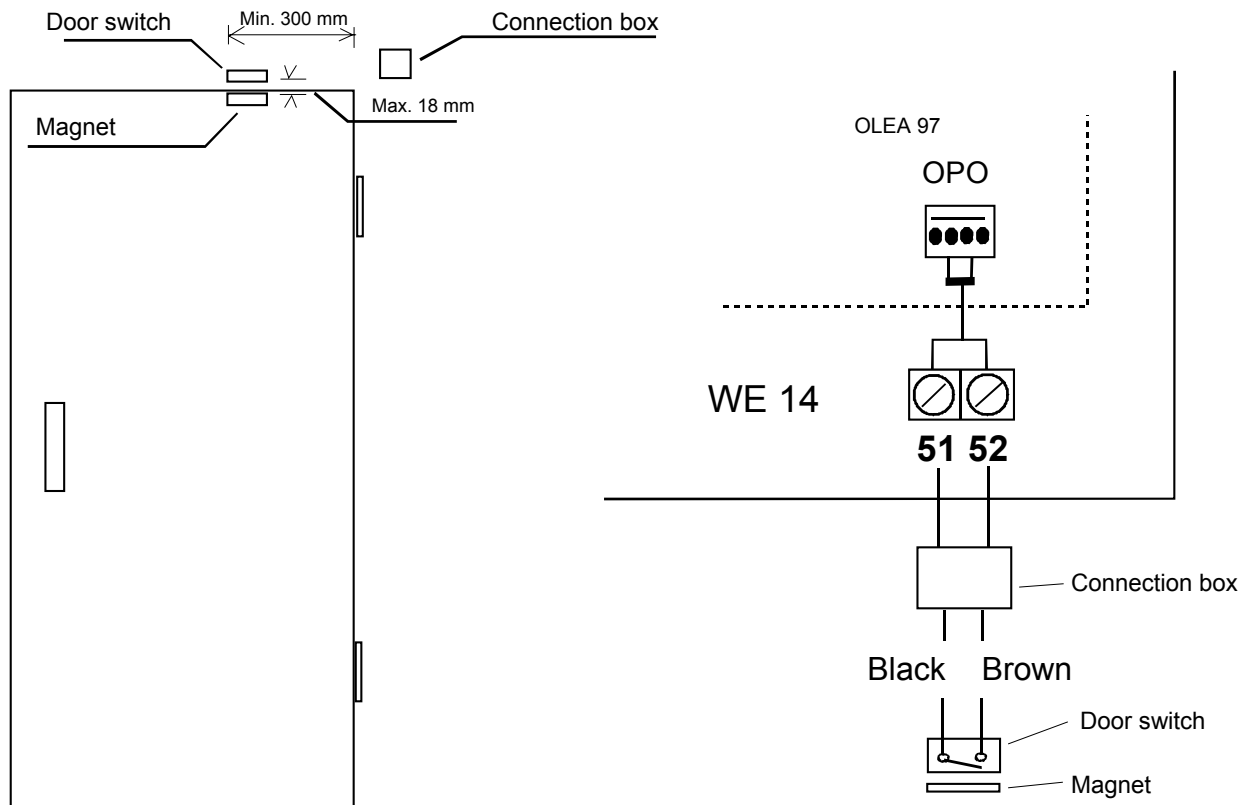 Door switch
Min. 300 mm
Connection box
Max. 18 mm
Magnet
OLEA 97
OPO
WE 14
51 52
Connection box
Black Brown
Door switch
Magnet